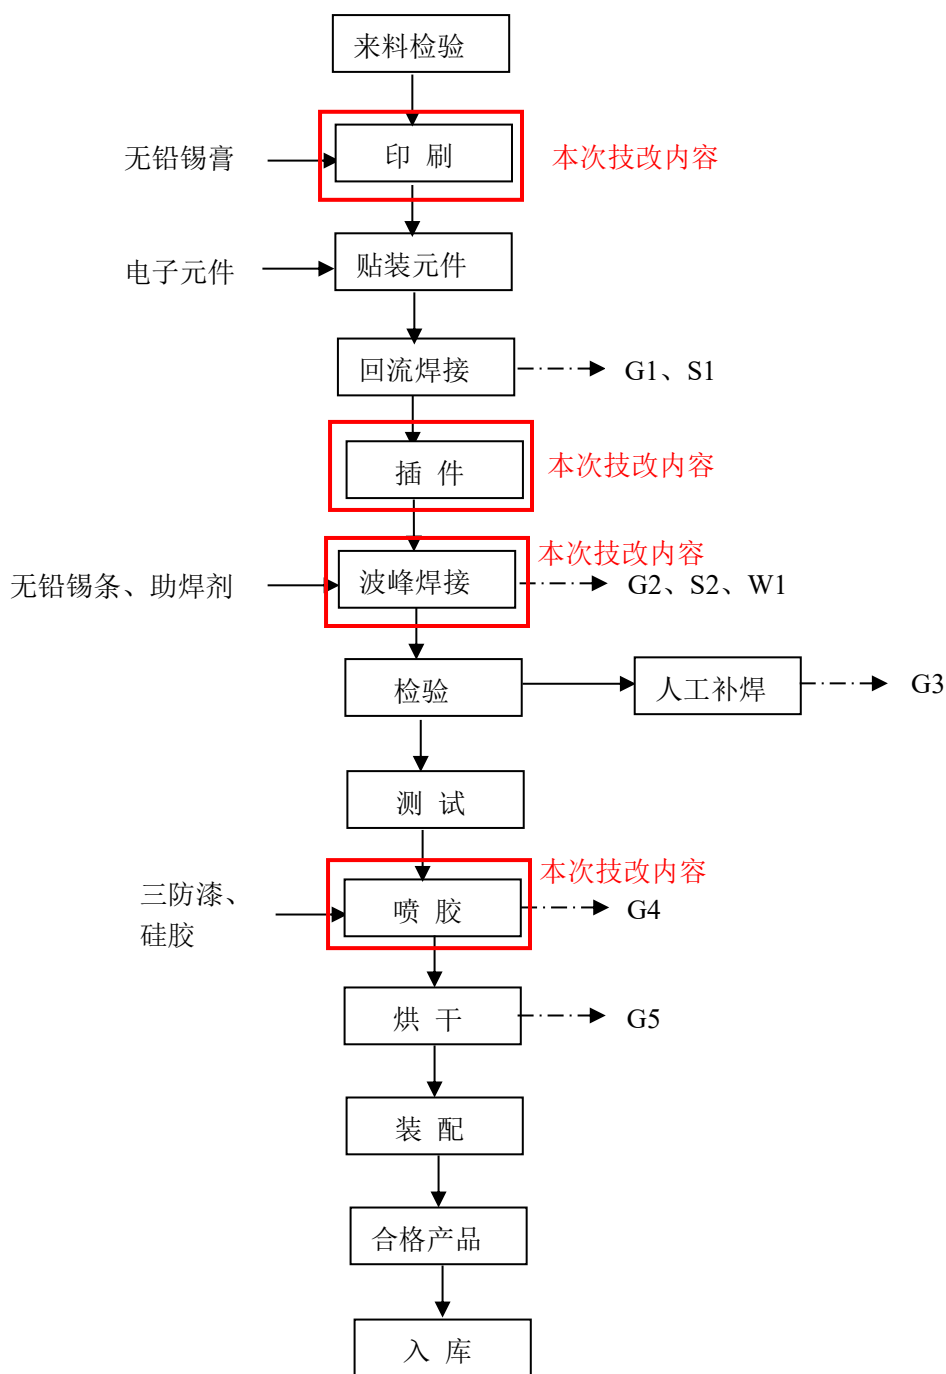 来料检验
无铅锡膏
印 刷
本次技改内容
电子元件
贴装元件
回流焊接
G1、S1
插 件
本次技改内容
本次技改内容
无铅锡条、助焊剂
波峰焊接
G2、S2、W1
检验
人工补焊
G3
测 试
本次技改内容
三防漆、
硅胶
喷 胶
G4
烘 干
G5
装 配
合格产品
入 库